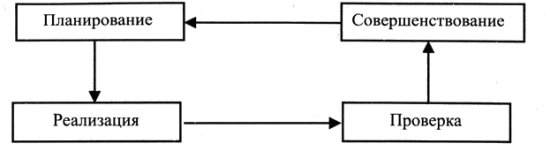 Планирование
Совершенствование
Реализация
Проверка